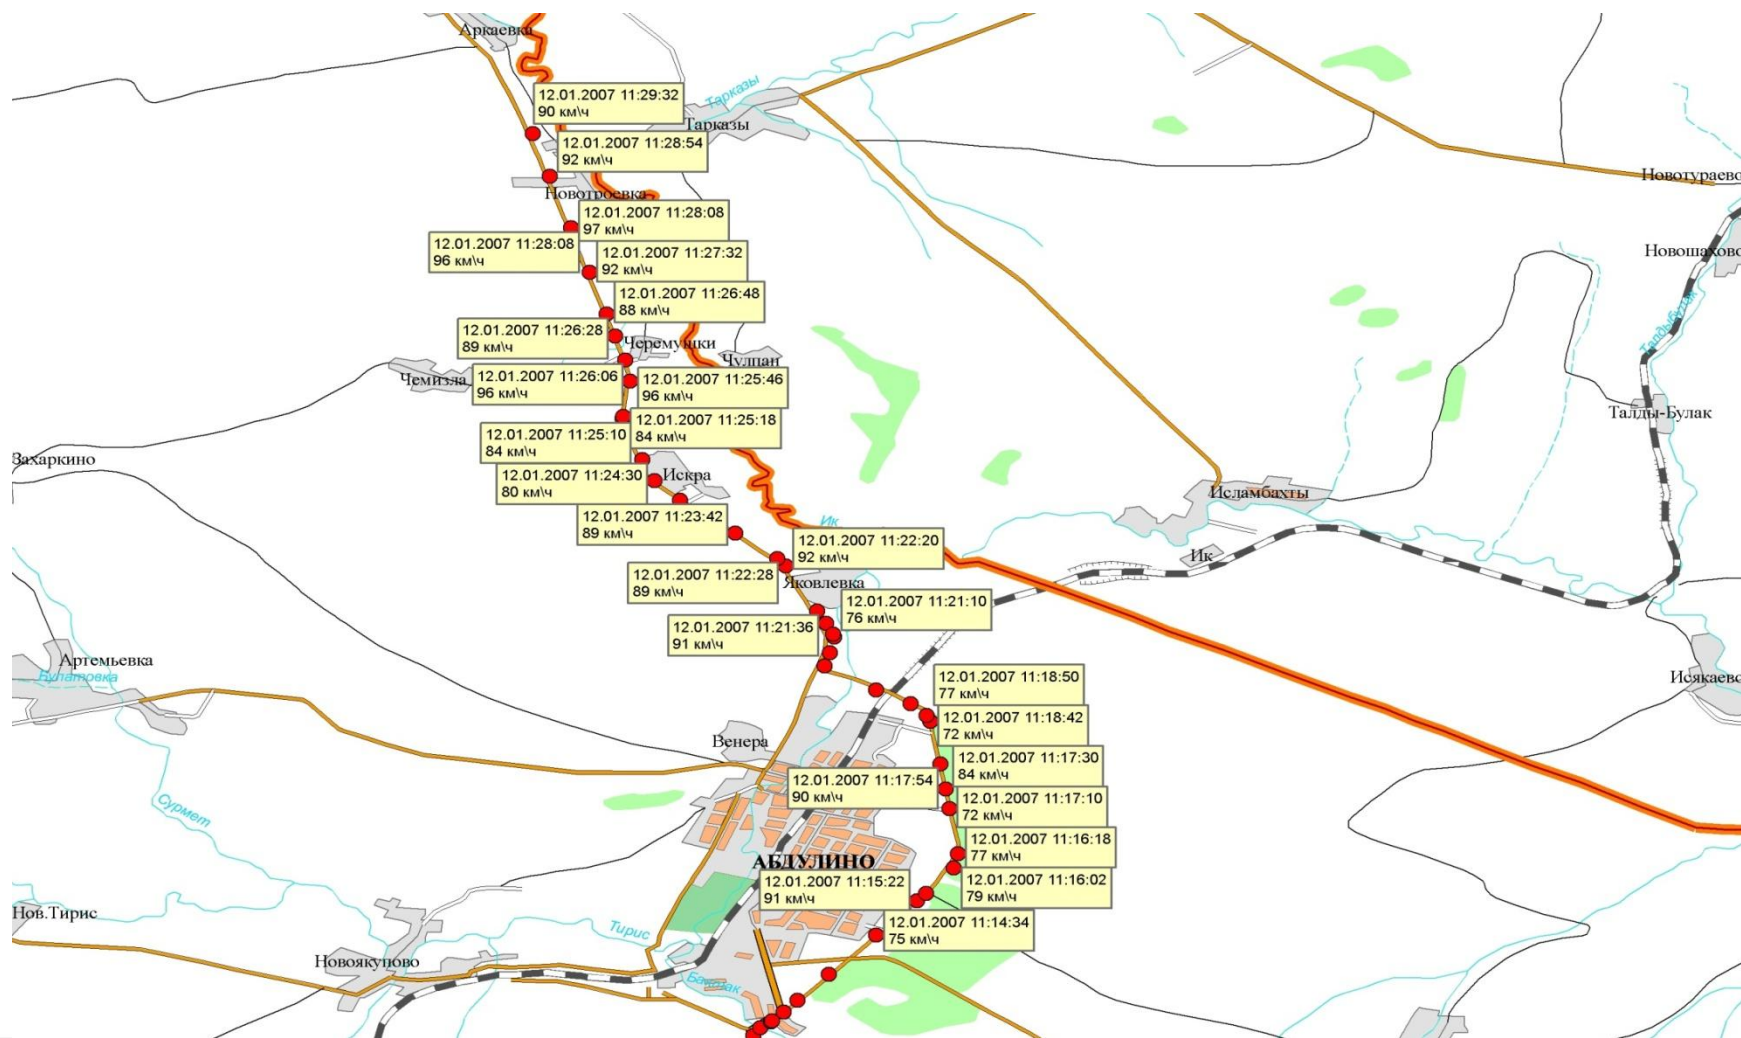 Аркаевка
12.01.2007 11:29:32
90 км\ч
Тарказы
Тарказы
12.01.2007 11:28:54
92 км\ч
Новотураево
Новотроевка
12.01.2007 11:28:08
97 км\ч
12.01.2007 11:28:08
96 км\ч
12.01.2007 11:27:32
92 км\ч
Новошахово
12.01.2007 11:26:48
88 км\ч
Талдыбулак
12.01.2007 11:26:28
89 км\ч
Черемушки
Чулпан
Чемизла
12.01.2007 11:26:06
96 км\ч
12.01.2007 11:25:46
96 км\ч
Талды-Булак
12.01.2007 11:25:18
84 км\ч
12.01.2007 11:25:10
84 км\ч
Захаркино
12.01.2007 11:24:30
80 км\ч
Искра
Исламбахты
12.01.2007 11:23:42
89 км\ч
Ик
12.01.2007 11:22:20
92 км\ч
Ик
12.01.2007 11:22:28
89 км\ч
Яковлевка
12.01.2007 11:21:10
76 км\ч
12.01.2007 11:21:36
91 км\ч
Артемьевка
Булатовка
12.01.2007 11:18:50
77 км\ч
Исякаево
12.01.2007 11:18:42
72 км\ч
Венера
12.01.2007 11:17:30
84 км\ч
12.01.2007 11:17:54
90 км\ч
12.01.2007 11:17:10
72 км\ч
Сурмет
12.01.2007 11:16:18
77 км\ч
АБДУЛИНО
12.01.2007 11:15:22
91 км\ч
12.01.2007 11:16:02
79 км\ч
Нов.Тирис
12.01.2007 11:14:34
75 км\ч
Тирис
Новоякупово